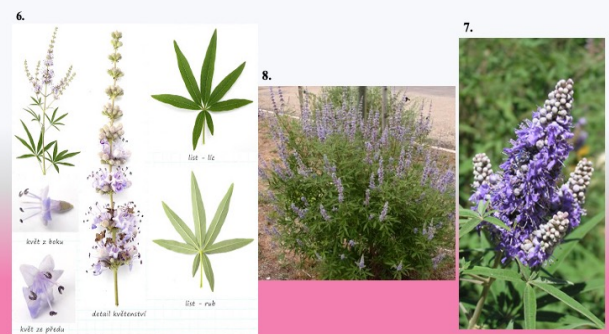 6.
7.
8.
list - líc
květ z boku
list - rub
detail květenství
květ ze předu